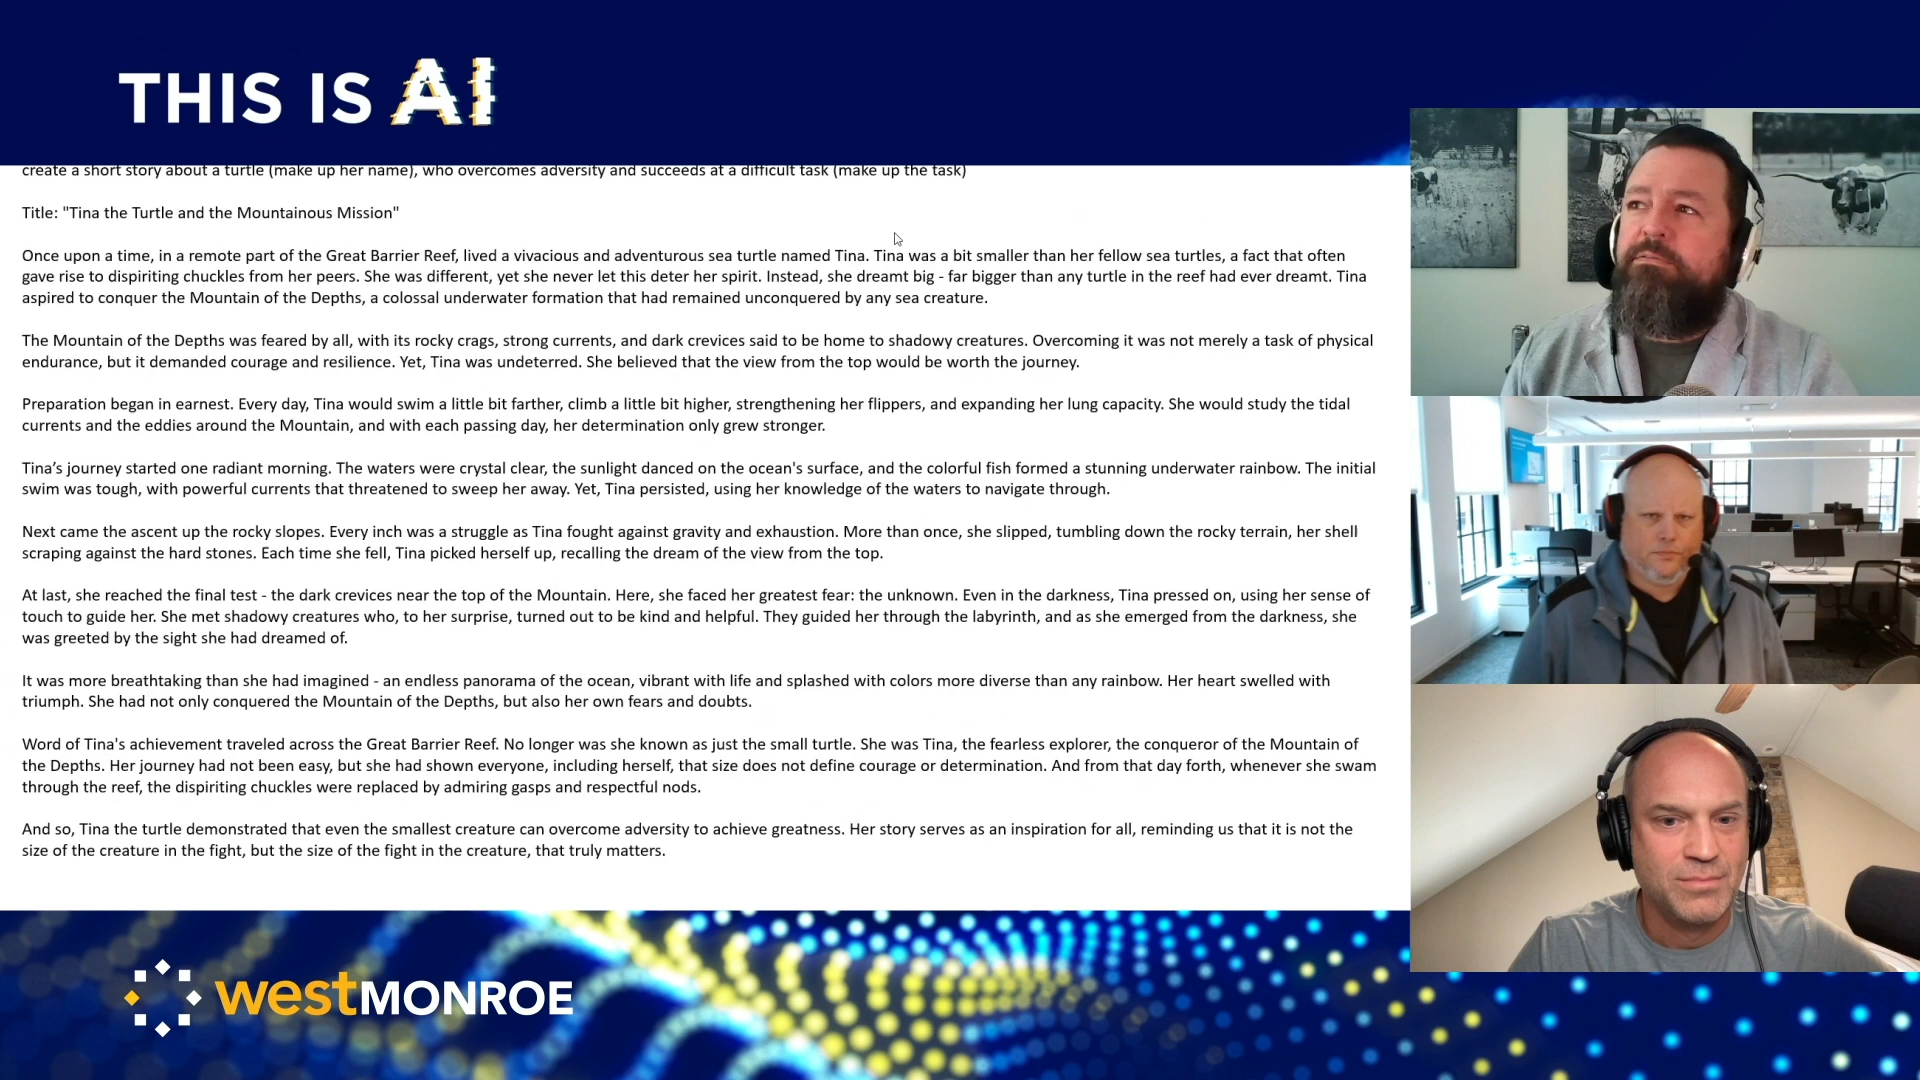 THIS IS AI
create a short story about a turtle (make up her name), who overcomes adversity and succeeds at a difficult task (make up the task)
Title: "Tina the Turtle and the Mountainous Mission"
Once upon a time, in a remote part of the Great Barrier Reef, lived a vivacious and adventurous sea turtle named Tina. Tina was a bit smaller than her fellow sea turtles, a fact that often
gave rise to dispiriting chuckles from her peers. She was different, yet she never let this deter her spirit. Instead, she dreamt big - far bigger than any turtle in the reef had ever dreamt. Tina
aspired to conquer the Mountain of the Depths, a colossal underwater formation that had remained unconquered by any sea creature.
The Mountain of the Depths was feared by all, with its rocky crags, strong currents, and dark crevices said to be home to shadowy creatures. Overcoming it was not merely a task of physical
endurance, but it demanded courage and resilience. Yet, Tina was undeterred. She believed that the view from the top would be worth the journey.
Preparation began in earnest. Every day, Tina would swim a little bit farther, climb a little bit higher, strengthening her flippers, and expanding her lung capacity. She would study the tidal
currents and the eddies around the Mountain, and with each passing day, her determination only grew stronger.
Tina’s journey started one radiant morning. The waters were crystal clear, the sunlight danced on the ocean's surface, and the colorful fish formed a stunning underwater rainbow. The initial
swim was tough, with powerful currents that threatened to sweep her away. Yet, Tina persisted, using her knowledge of the waters to navigate through.
Next came the ascent up the rocky slopes. Every inch was a struggle as Tina fought against gravity and exhaustion. More than once, she slipped, tumbling down the rocky terrain, her shell
scraping against the hard stones. Each time she fell, Tina picked herself up, recalling the dream of the view from the top.
At last, she reached the final test - the dark crevices near the top of the Mountain. Here, she faced her greatest fear: the unknown. Even in the darkness, Tina pressed on, using her sense of
touch to guide her. She met shadowy creatures who, to her surprise, turned out to be kind and helpful. They guided her through the labyrinth, and as she emerged from the darkness, she
was greeted by the sight she had dreamed of.
It was more breathtaking than she had imagined - an endless panorama of the ocean, vibrant with life and splashed with colors more diverse than any rainbow. Her heart swelled with
triumph. She had not only conquered the Mountain of the Depths, but also her own fears and doubts.
Word of Tina's achievement traveled across the Great Barrier Reef. No longer was she known as just the small turtle. She was Tina, the fearless explorer, the conqueror of the Mountain of
the Depths. Her journey had not been easy, but she had shown everyone, including herself, that size does not define courage or determination. And from that day forth, whenever she swam
through the reef, the dispiriting chuckles were replaced by admiring gasps and respectful nods.
And so, Tina the turtle demonstrated that even the smallest creature can overcome adversity to achieve greatness. Her story serves as an inspiration for all, reminding us that it is not the
size of the creature in the fight, but the size of the fight in the creature, that truly matters.
westMONROE